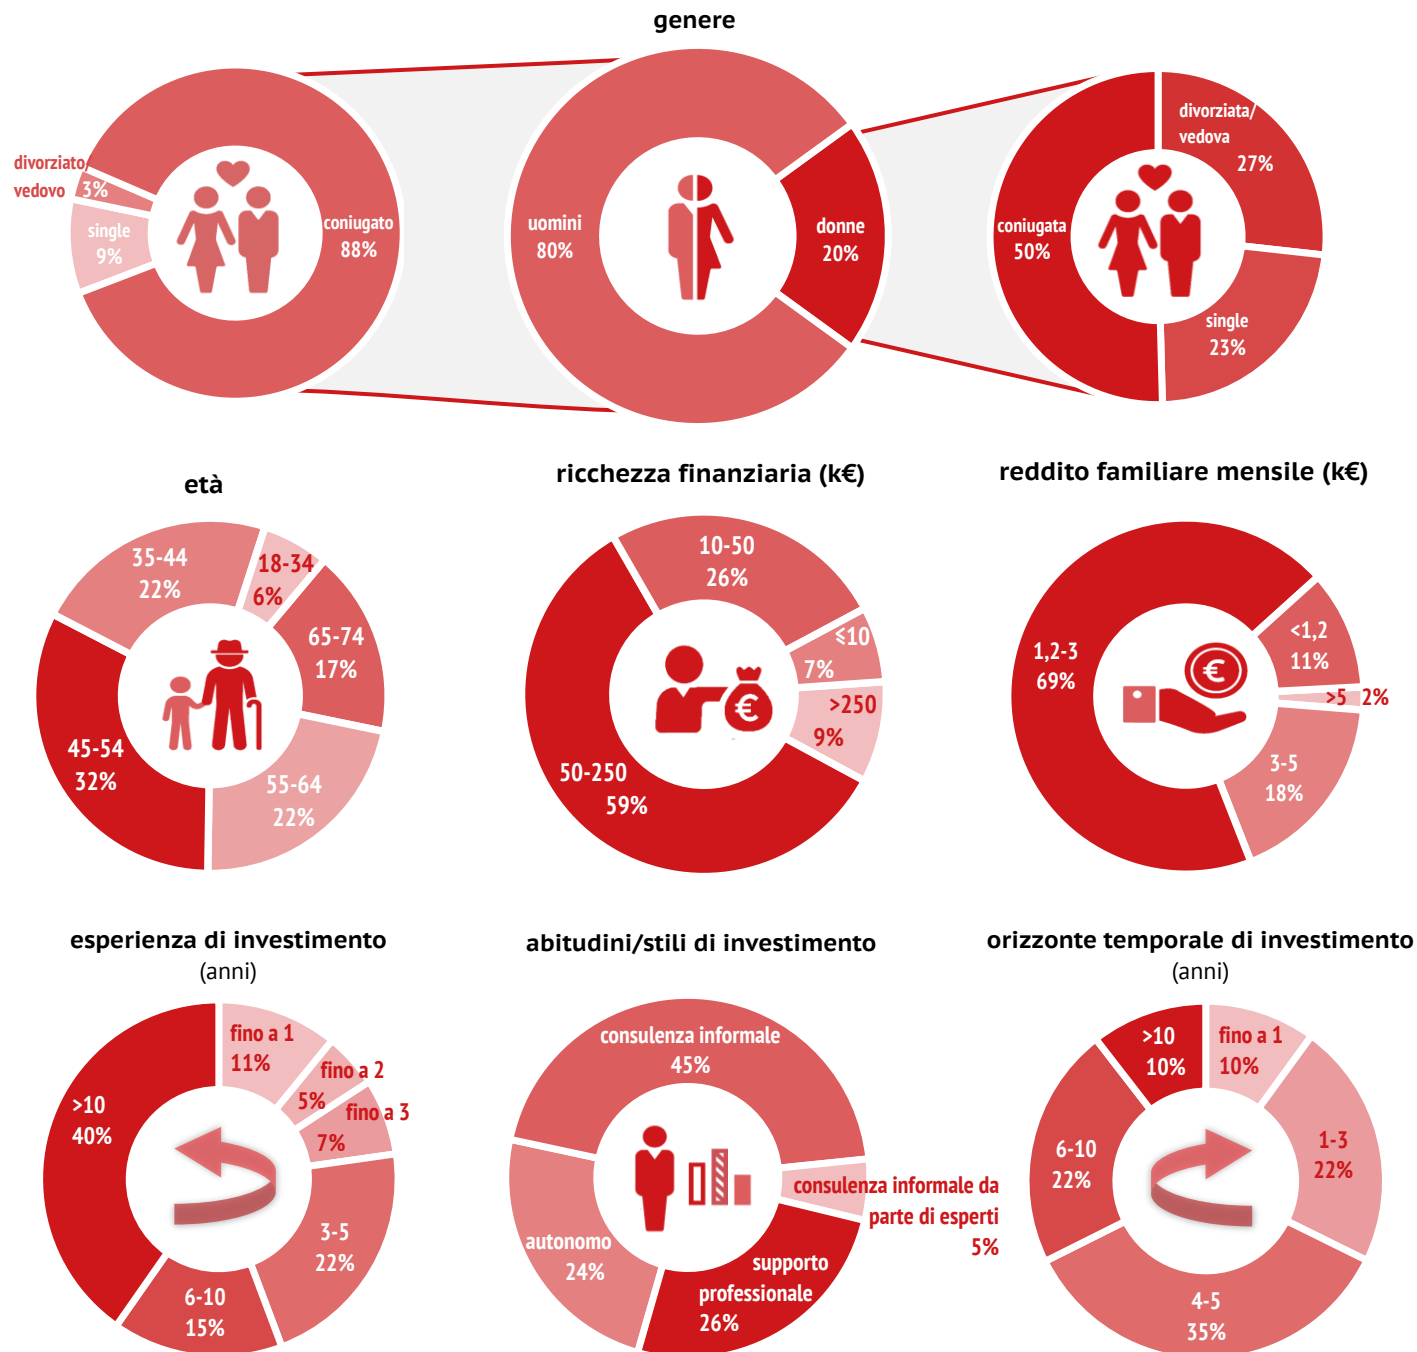 genere
divorziato/
vedovo 3%
single
9%
coniugato
88%
uomini
80%
donne
20%
coniugata
50%
divorziata/
vedova
27%
single
23%
età
35-44
22%
18-34
6%
65-74
17%
45-54
32%
55-64
22%
ricchezza finanziaria (k€)
10-50
26%
≤10
7%
>250
9%
50-250
59%
€
reddito familiare mensile (k€)
1,2-3
69%
<1,2
11%
>5 2%
3-5
18%
€
esperienza di investimento
(anni)
fino a 1
11%
fino a 2
5%
fino a 3
7%
>10
40%
3-5
22%
6-10
15%
abitudini/stili di investimento
consulenza informale
45%
consulenza informale da
parte di esperti
5%
autonomo
24%
supporto
professionale
26%
orizzonte temporale di investimento
(anni)
>10
10%
fino a 1
10%
6-10
22%
1-3
22%
4-5
35%